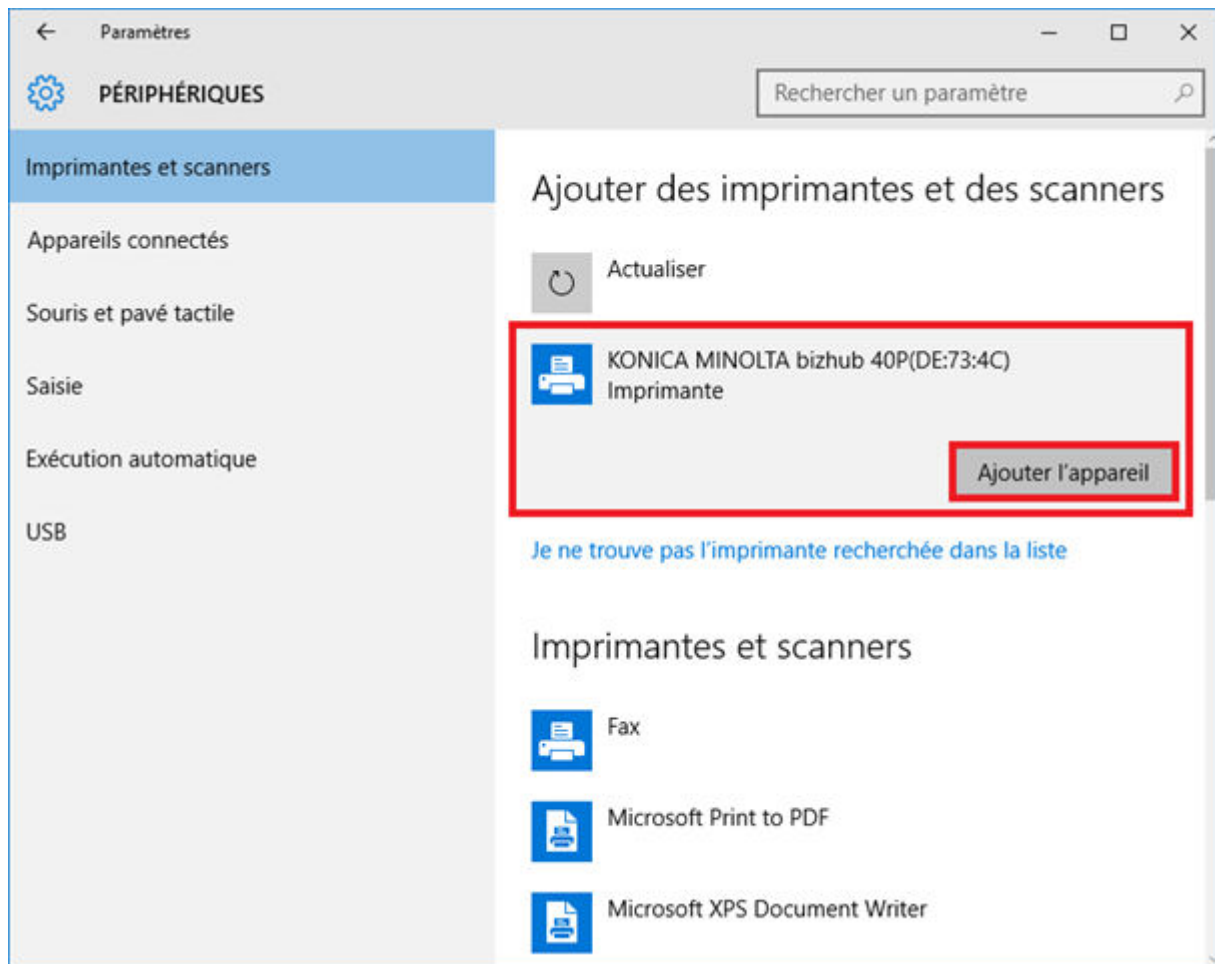 Paramètres
PÉRIPHÉRIQUES
Rechercher un paramètre
Imprimantes et scanners
Appareils connectés
Souris et pavé tactile
Saisie
Exécution automatique
USB
Ajouter des imprimantes et des scanners
Actualiser
KONICA MINOLTA bizhub 40P(DE:73:4C)
Imprimante
Ajouter l'appareil
Je ne trouve pas l'imprimante recherchée dans la liste
Imprimantes et scanners
Fax
Microsoft Print to PDF
Microsoft XPS Document Writer